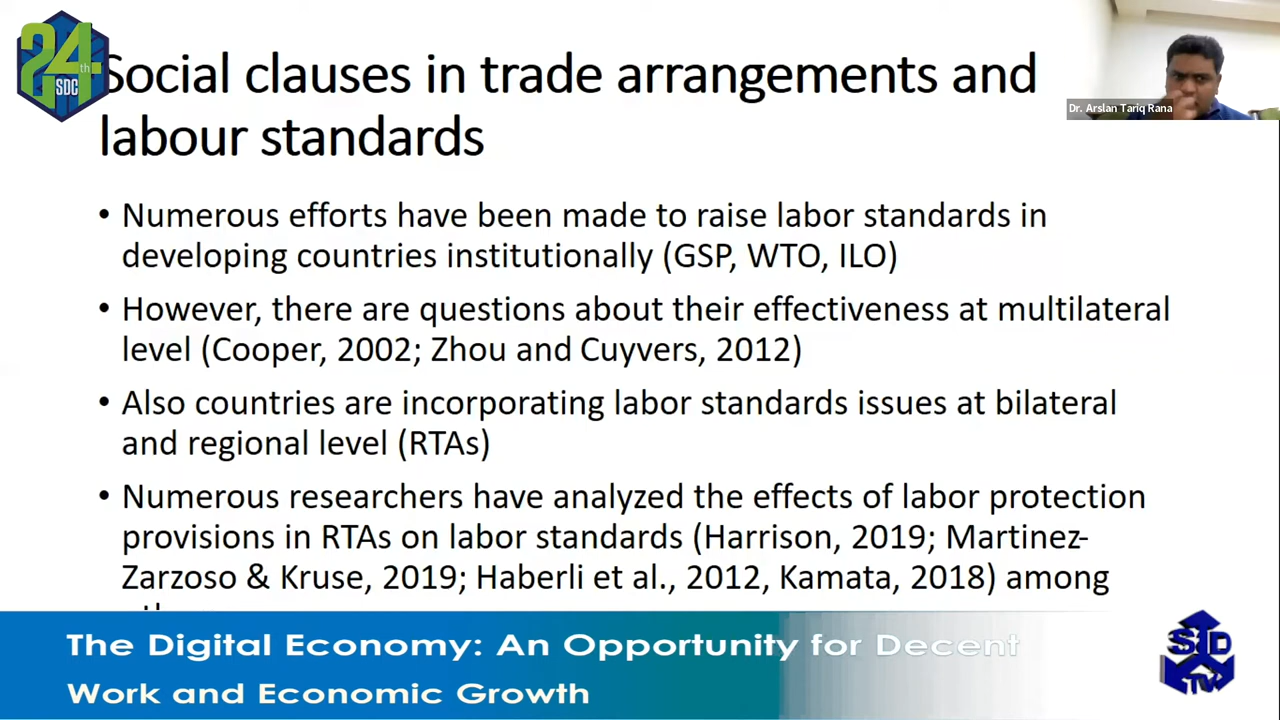 24th
SDC
Social clauses in trade arrangements and
labour standards
Dr. Arslan Tariq Rana
• Numerous efforts have been made to raise labor standards in
developing countries institutionally (GSP, WTO, ILO)
• However, there are questions about their effectiveness at multilateral
level (Cooper, 2002; Zhou and Cuyvers, 2012)
• Also countries are incorporating labor standards issues at bilateral
and regional level (RTAs)
• Numerous researchers have analyzed the effects of labor protection
provisions in RTAs on labor standards (Harrison, 2019; Martinez-
Zarzoso & Kruse, 2019; Haberli et al., 2012, Kamata, 2018) among
The Digital Economy: An Opportunity for Decent
Work and Economic Growth
SD
TV